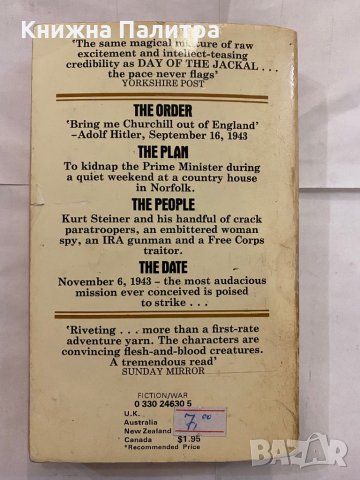 Книжна Палитра
'The same magical mixture of raw
excitement and intellect-teasing
credibility as DAY OF THE JACKAL . . .
the pace never flags'
YORKSHIRE POST
THE ORDER
'Bring me Churchill out of England'
–Adolf Hitler, September 16, 1943
THE PLAN
To kidnap the Prime Minister during
a quiet weekend at a country house
in Norfolk.
THE PEOPLE
Kurt Steiner and his handful of crack
paratroopers, an embittered woman
spy, an IRA gunman and a Free Corps
traitor.
THE DATE
November 6, 1943 – the most audacious
mission ever conceived is poised
to strike . . .
'Riveting . . . more than a first-rate
adventure yarn. The characters are
convincing flesh-and-blood creatures.
A tremendous read'
SUNDAY MIRROR
FICTION/WAR
0 330 24630 5
U.K.
Australia
New Zealand
Canada $1.95
*Recommended Price
7.00
BAZAR
bg